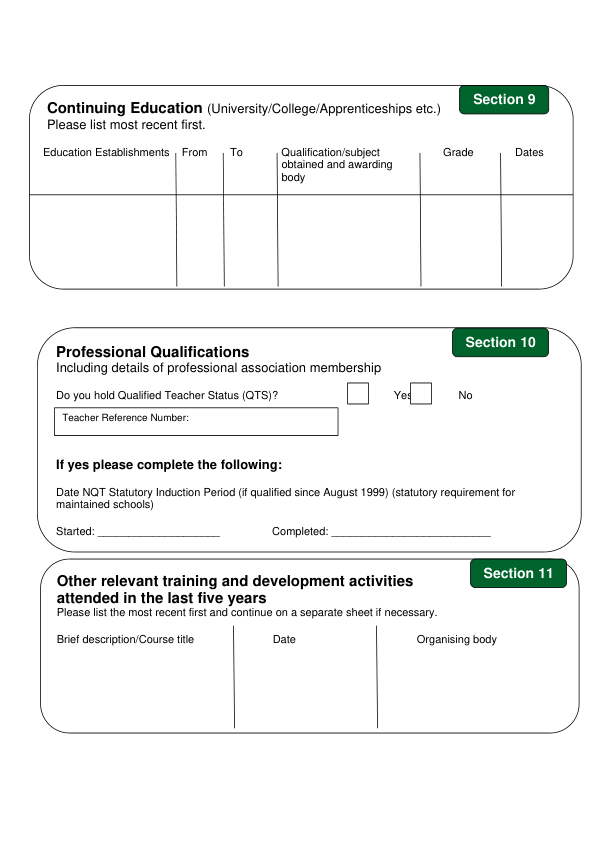 Section 9
Continuing Education (University/College/Apprenticeships etc.)
Please list most recent first.
Education Establishments From To Qualification/subject Grade Dates
obtained and awarding
body
Section 10
Professional Qualifications
Including details of professional association membership
Do you hold Qualified Teacher Status (QTS)? Yes No
Teacher Reference Number:
If yes please complete the following:
Date NQT Statutory Induction Period (if qualified since August 1999) (statutory requirement for
maintained schools)
Started: ____________________ Completed: __________________________
Section 11
Other relevant training and development activities
attended in the last five years
Please list the most recent first and continue on a separate sheet if necessary.
Brief description/Course title Date Organising body